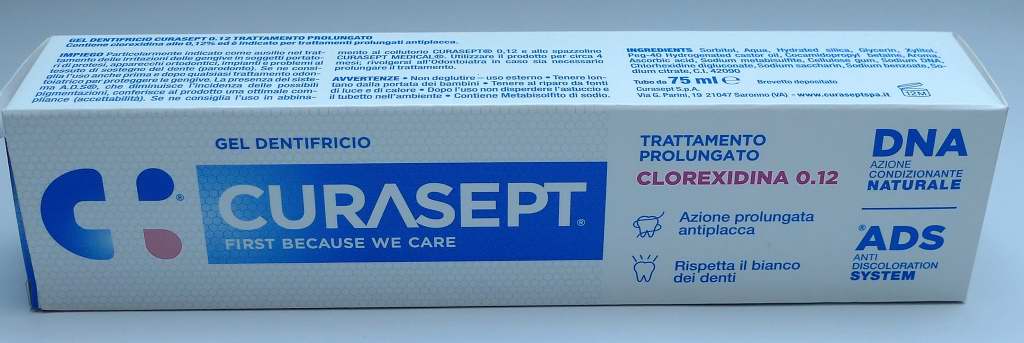 GEL DENTIFRICIO CURASEPT 0.12 TRATTAMENTO PROLUNGATO
Contiene clorexidina allo 0,12% ed è indicato per trattamenti prolungati antiplacca.
IMPIEGO Particolarmente indicato come ausilio nel trat-
tamento delle irritazioni delle gengive in soggetti portato-
ri di protesi, apparecchi ortodontici, impianti e problemi al
tessuto di sostegno del dente (parodonto). Se ne consi-
glia l'uso anche prima e dopo qualsiasi trattamento odon-
toiatrico per proteggere le gengive. La presenza del siste-
ma A.D.S®, che diminuisce l'incidenza delle possibili
pigmentazioni, conferisce al prodotto una ottimale com-
pliance (accettabilità). Se ne consiglia l'uso in abbina-
mento al collutorio CURASEPT® 0,12 e allo spazzolino
CURASEPT MEDICAL®. Utilizzare il prodotto per circa 4
mesi; rivolgersi all'Odontoiatra in caso sia necessario
prolungare il trattamento.
AVVERTENZE • Non deglutire – uso esterno • Tenere lon-
tano dalla portata dei bambini • Tenere al riparo da fonti
di luce e di calore • Dopo l'uso non disperdere l'astuccio e
il tubetto nell'ambiente • Contiene Metabisolfito di sodio.
INGREDIENTS Sorbitol, Aqua, Hydrated silica, Glycerin, Xylitol,
Peg-40 Hydrogenated castor oil, Cocamidopropyl betaine, Aroma,
Ascorbic acid, Sodium metabisulfite, Cellulose gum, Sodium DNA,
Chlorhexidine digluconate, Sodium saccharin, Sodium benzoate, So-
dium citrate, C.I. 42090
Tubo da 75 ml e Brevetto depositato
Curasept S.p.A.
Via G. Parini, 19 21047 Saronno (VA) - www.curaseptspa.it
12M
GEL DENTIFRICIO
CURASEPT®
FIRST BECAUSE WE CARE
TRATTAMENTO
PROLUNGATO
CLOREXIDINA 0.12
Azione prolungata
antiplacca
Rispetta il bianco
dei denti
DNA
AZIONE
CONDIZIONANTE
NATURALE
®ADS
ANTI
DISCOLORATION
SYSTEM